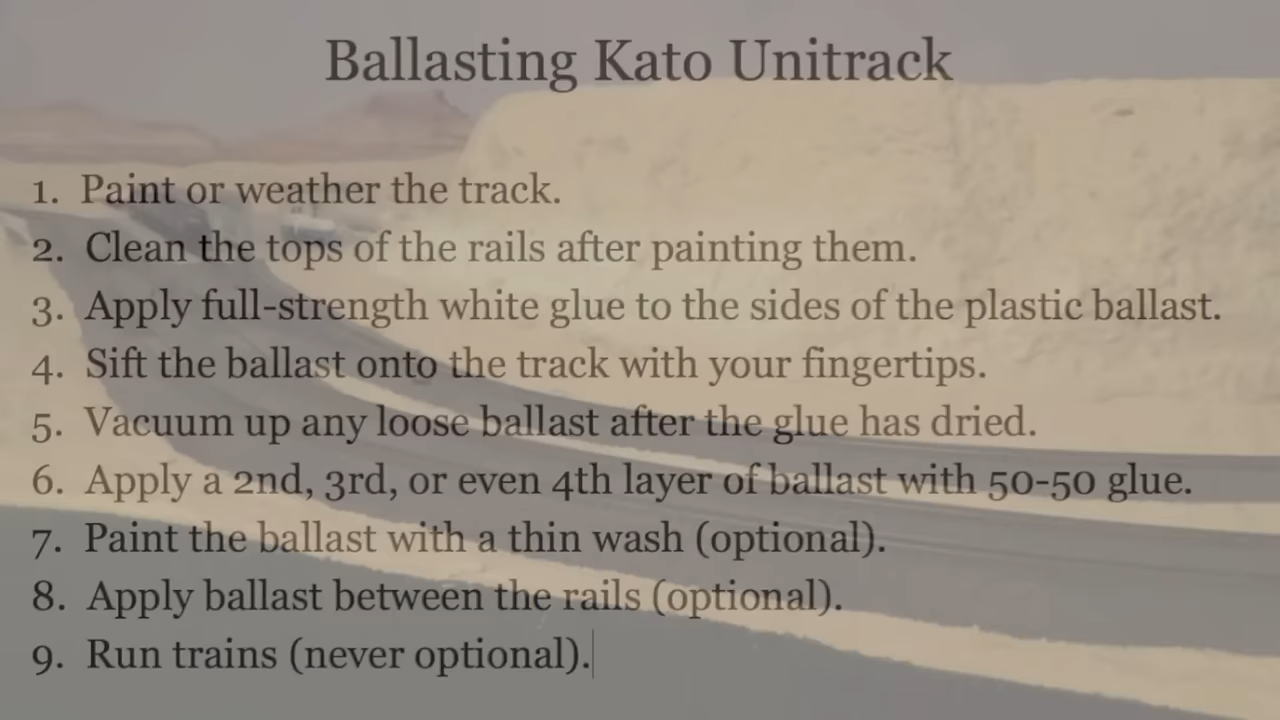 Ballasting Kato Unitrack
1. Paint or weather the track.
2. Clean the tops of the rails after painting them.
3. Apply full-strength white glue to the sides of the plastic ballast.
4. Sift the ballast onto the track with your fingertips.
5. Vacuum up any loose ballast after the glue has dried.
6. Apply a 2nd, 3rd, or even 4th layer of ballast with 50-50 glue.
7. Paint the ballast with a thin wash (optional).
8. Apply ballast between the rails (optional).
9. Run trains (never optional).